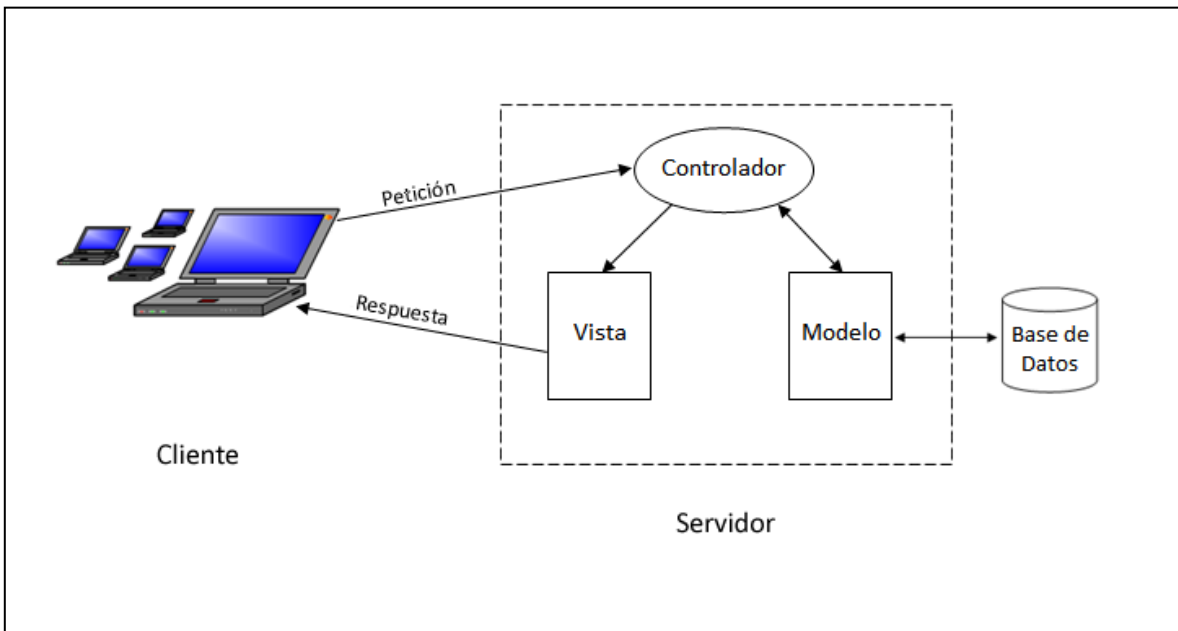 Controlador
Petición
Respuesta
Vista
Modelo
Base de
Datos
Cliente
Servidor